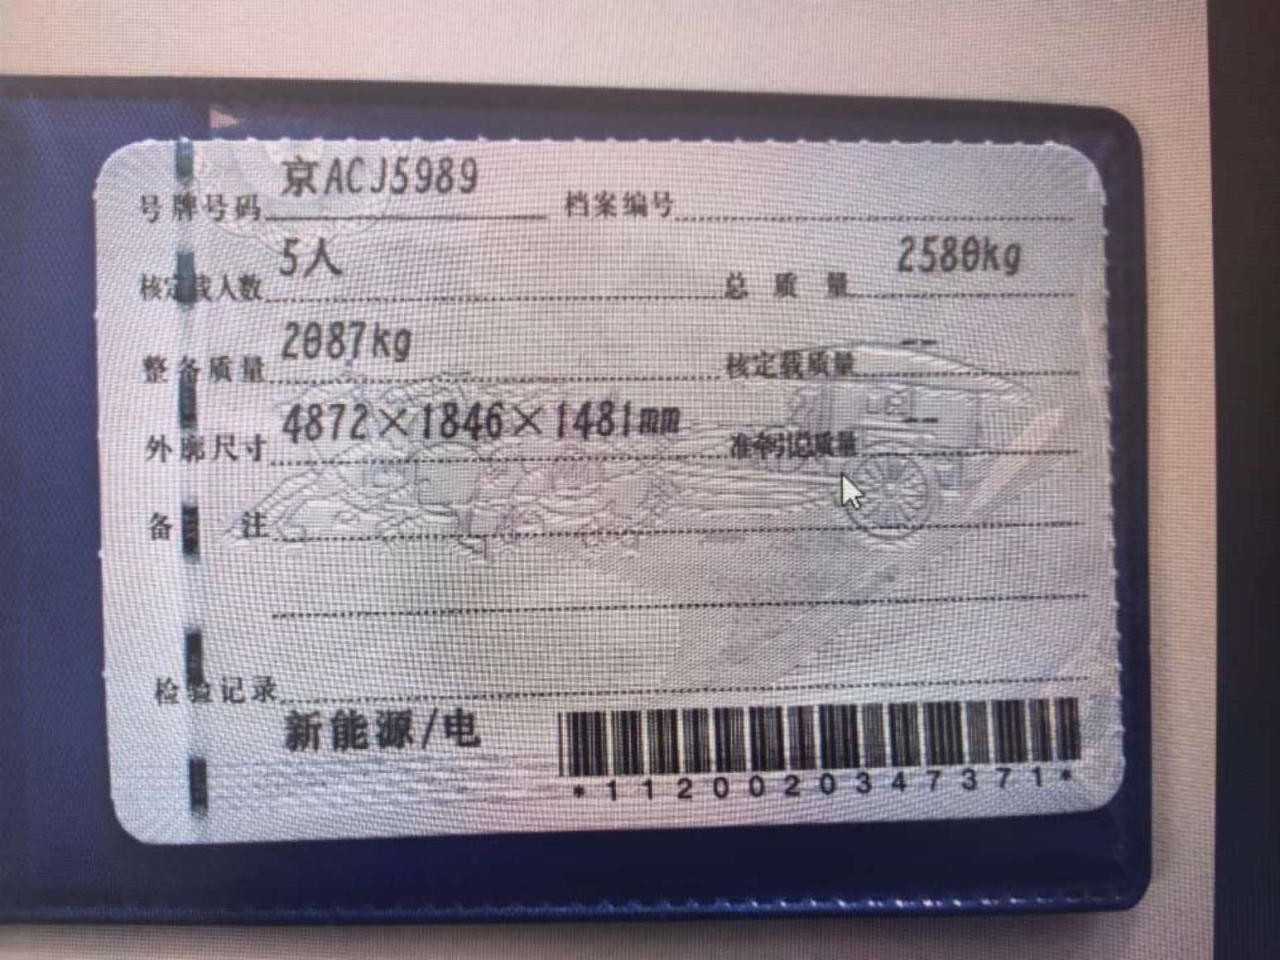 号牌号码 京ACJ5989 档案编号
核定载人数 5人 总质量 2580kg
整备质量 2087kg 核定载质量 --
外廓尺寸 4872×1846×1481mm 准牵引总质量 --
备注
检验记录
新能源/电
*1120020347371*